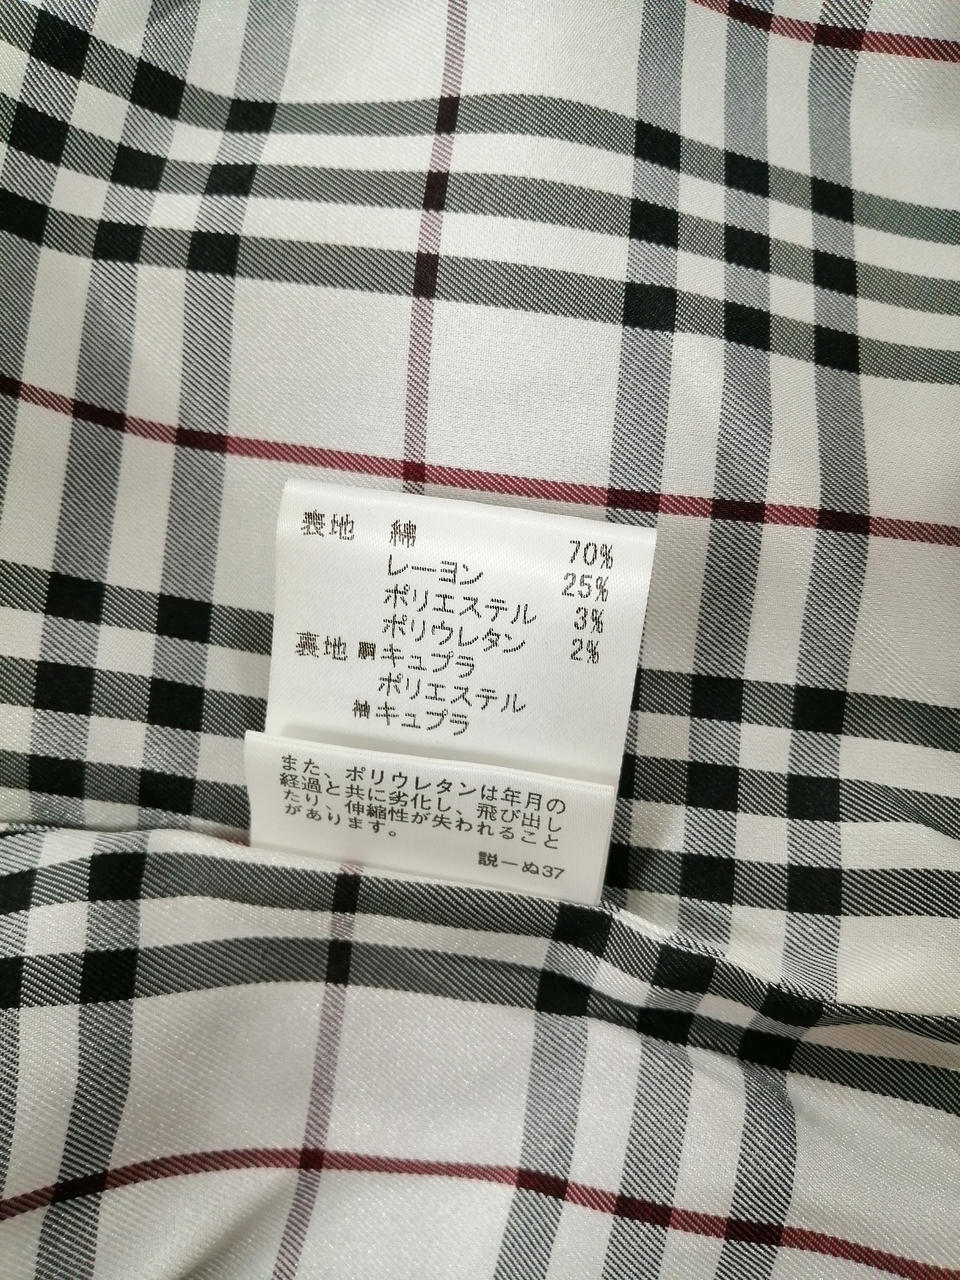 表地 綿 70%
レーヨン 25%
ポリエステル 3%
ポリウレタン 2%
裏地 胴 キュプラ
ポリエステル
袖 キュプラ
また、ポリウレタンは年月の
経過と共に劣化し、飛び出し
たり、伸縮性が失われること
があります。
説ーぬ37